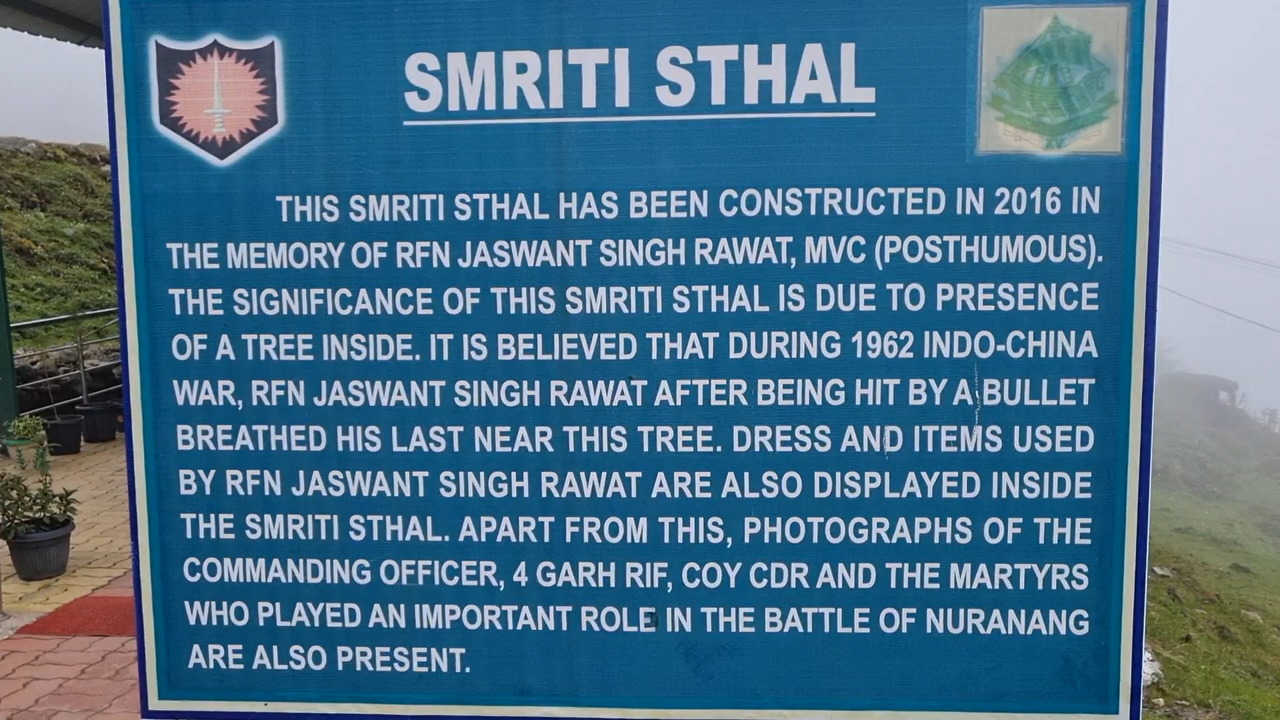 SMRITI STHAL
THIS SMRITI STHAL HAS BEEN CONSTRUCTED IN 2016 IN
THE MEMORY OF RFN JASWANT SINGH RAWAT, MVC (POSTHUMOUS).
THE SIGNIFICANCE OF THIS SMRITI STHAL IS DUE TO PRESENCE
OF A TREE INSIDE. IT IS BELIEVED THAT DURING 1962 INDO-CHINA
WAR, RFN JASWANT SINGH RAWAT AFTER BEING HIT BY A BULLET
BREATHED HIS LAST NEAR THIS TREE. DRESS AND ITEMS USED
BY RFN JASWANT SINGH RAWAT ARE ALSO DISPLAYED INSIDE
THE SMRITI STHAL. APART FROM THIS, PHOTOGRAPHS OF THE
COMMANDING OFFICER, 4 GARH RIF, COY CDR AND THE MARTYRS
WHO PLAYED AN IMPORTANT ROLE IN THE BATTLE OF NURANANG
ARE ALSO PRESENT.